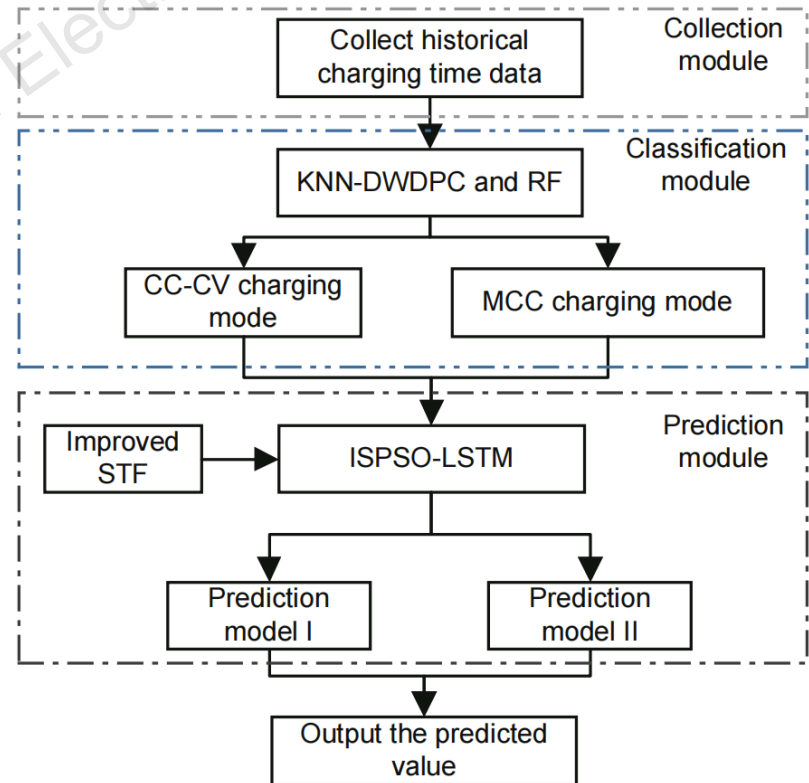 Electr
Collect historical
charging time data
Collection
module
Classification
module
KNN-DWDPC and RF
CC-CV charging
mode
MCC charging mode
Prediction
module
Improved
STF
ISPSO-LSTM
Prediction
model I
Prediction
model II
Output the predicted
value